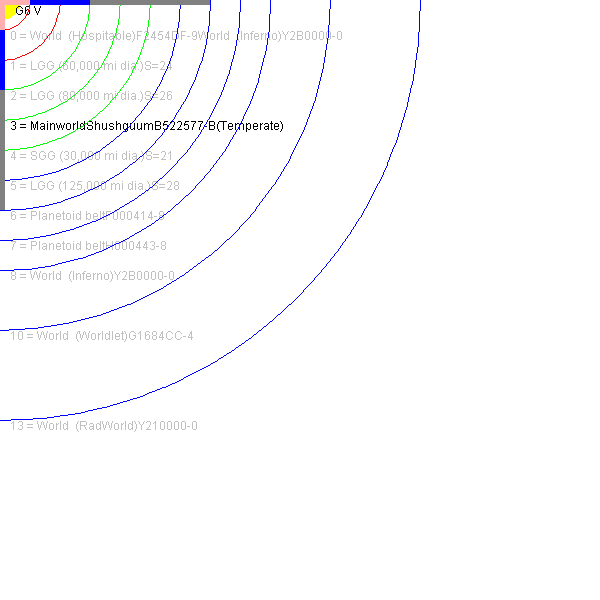 G6 V
0 = World  (Hospitable)F2454DF-9World  (Inferno)Y2B0000-0
1 = LGG (60,000 mi dia.)S=24
2 = LGG (80,000 mi dia.)S=26
3 = MainworldShushguumB522577-B(Temperate)
4 = SGG (30,000 mi dia.)S=21
5 = LGG (125,000 mi dia.)S=28
6 = Planetoid beltF000414-9
7 = Planetoid beltH000443-8
8 = World  (Inferno)Y2B0000-0
10 = World  (Worldlet)G1684CC-4
13 = World  (RadWorld)Y210000-0